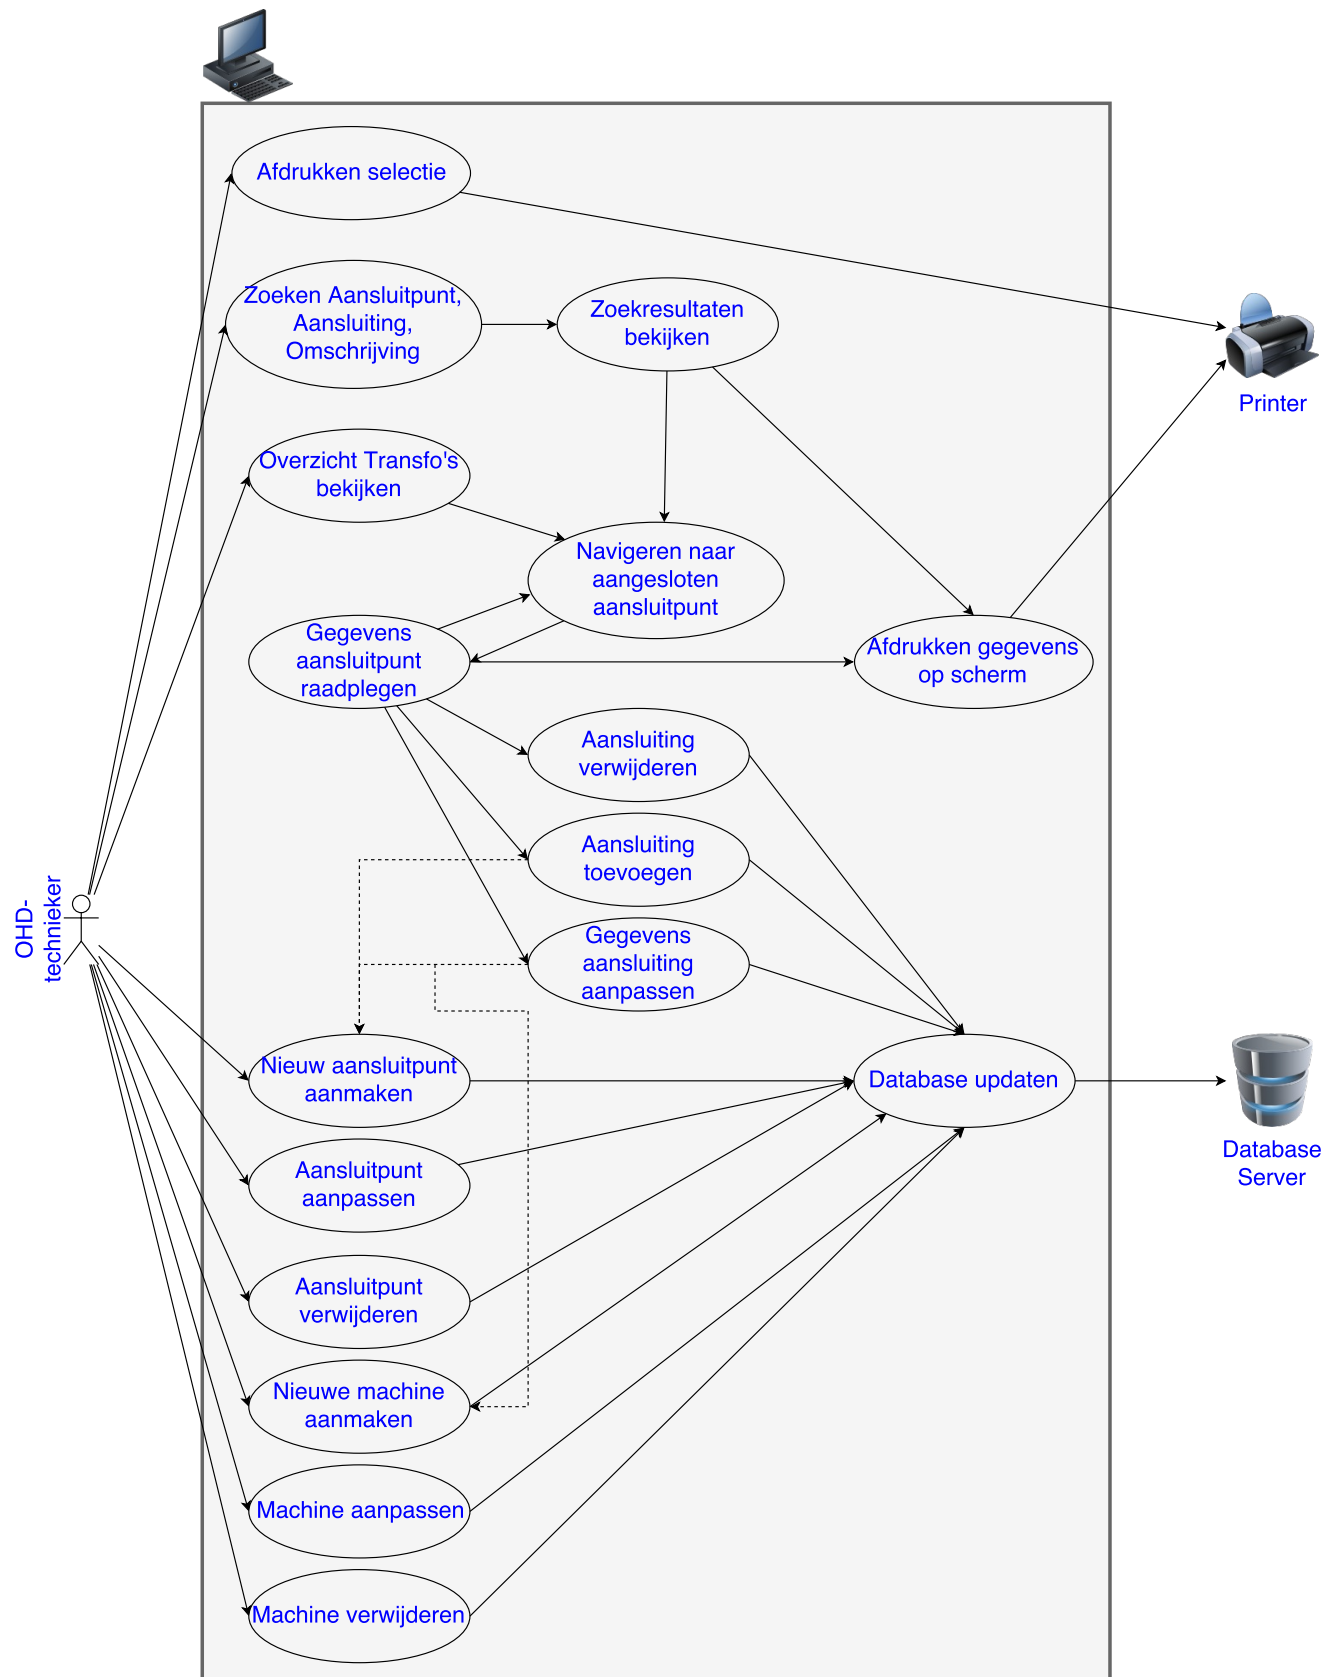 Afdrukken selectie
Zoeken Aansluitpunt,
Aansluiting,
Omschrijving
Zoekresultaten
bekijken
Printer
Overzicht Transfo's
bekijken
Navigeren naar
aangesloten
aansluitpunt
Gegevens
aansluitpunt
raadplegen
Afdrukken gegevens
op scherm
Aansluiting
verwijderen
Aansluiting
toevoegen
OHD-
technieker
Gegevens
aansluiting
aanpassen
Nieuw aansluitpunt
aanmaken
Database updaten
Database
Server
Aansluitpunt
aanpassen
Aansluitpunt
verwijderen
Nieuwe machine
aanmaken
Machine aanpassen
Machine verwijderen